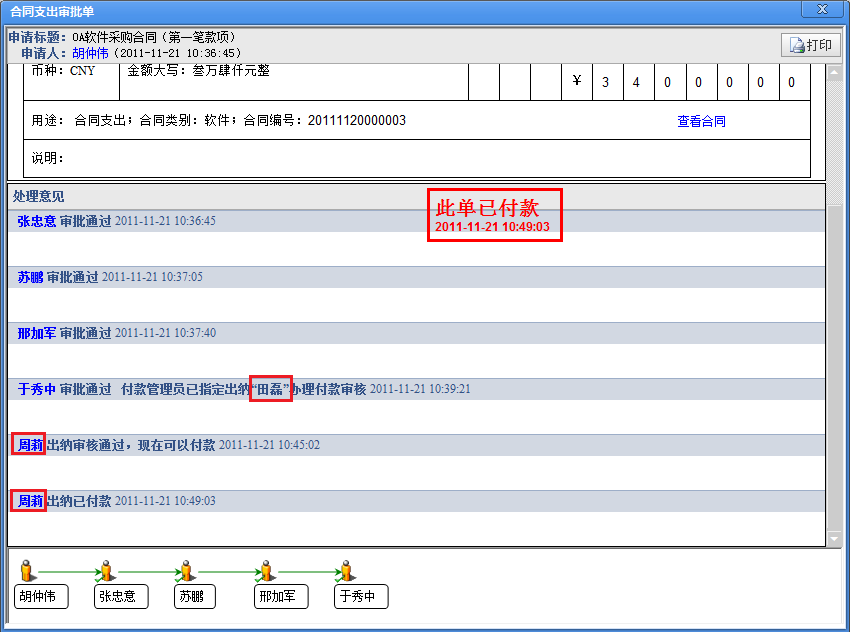 合同支出审批单
申请标题：OA软件采购合同（第一笔款项）
申请人：胡仲伟（2011-11-21 10:36:45）
打印
币种：CNY 金额大写：叁万肆仟元整 ¥ 3 4 0 0 0 0 0
用途： 合同支出；合同类别：软件；合同编号：20111120000003 查看合同
说明：
处理意见
此单已付款
2011-11-21 10:49:03
张忠意 审批通过 2011-11-21 10:36:45
苏鹏 审批通过 2011-11-21 10:37:05
邢加军 审批通过 2011-11-21 10:37:40
于秀中 审批通过 付款管理员已指定出纳“田磊”办理付款审核 2011-11-21 10:39:21
周莉 出纳审核通过，现在可以付款 2011-11-21 10:45:02
周莉 出纳已付款 2011-11-21 10:49:03
胡仲伟 张忠意 苏鹏 邢加军 于秀中